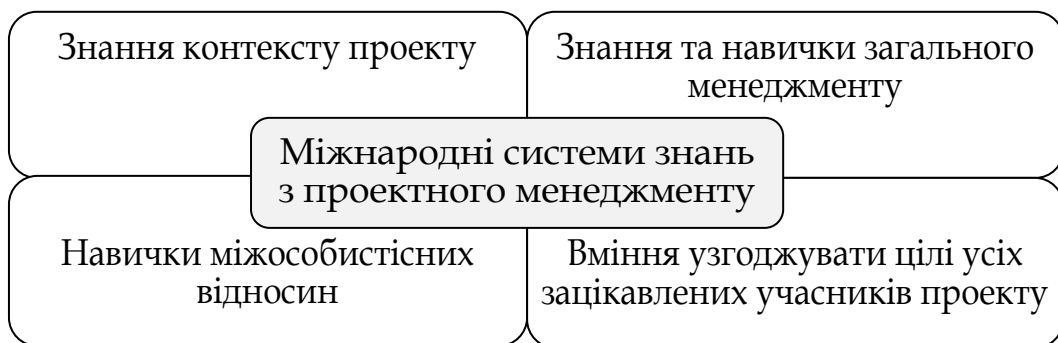 Знання контексту проекту
Знання та навички загального
менеджменту
Міжнародні системи знань
з проектного менеджменту
Навички міжособистісних
відносин
Вміння узгоджувати цілі усіх
зацікавлених учасників проекту